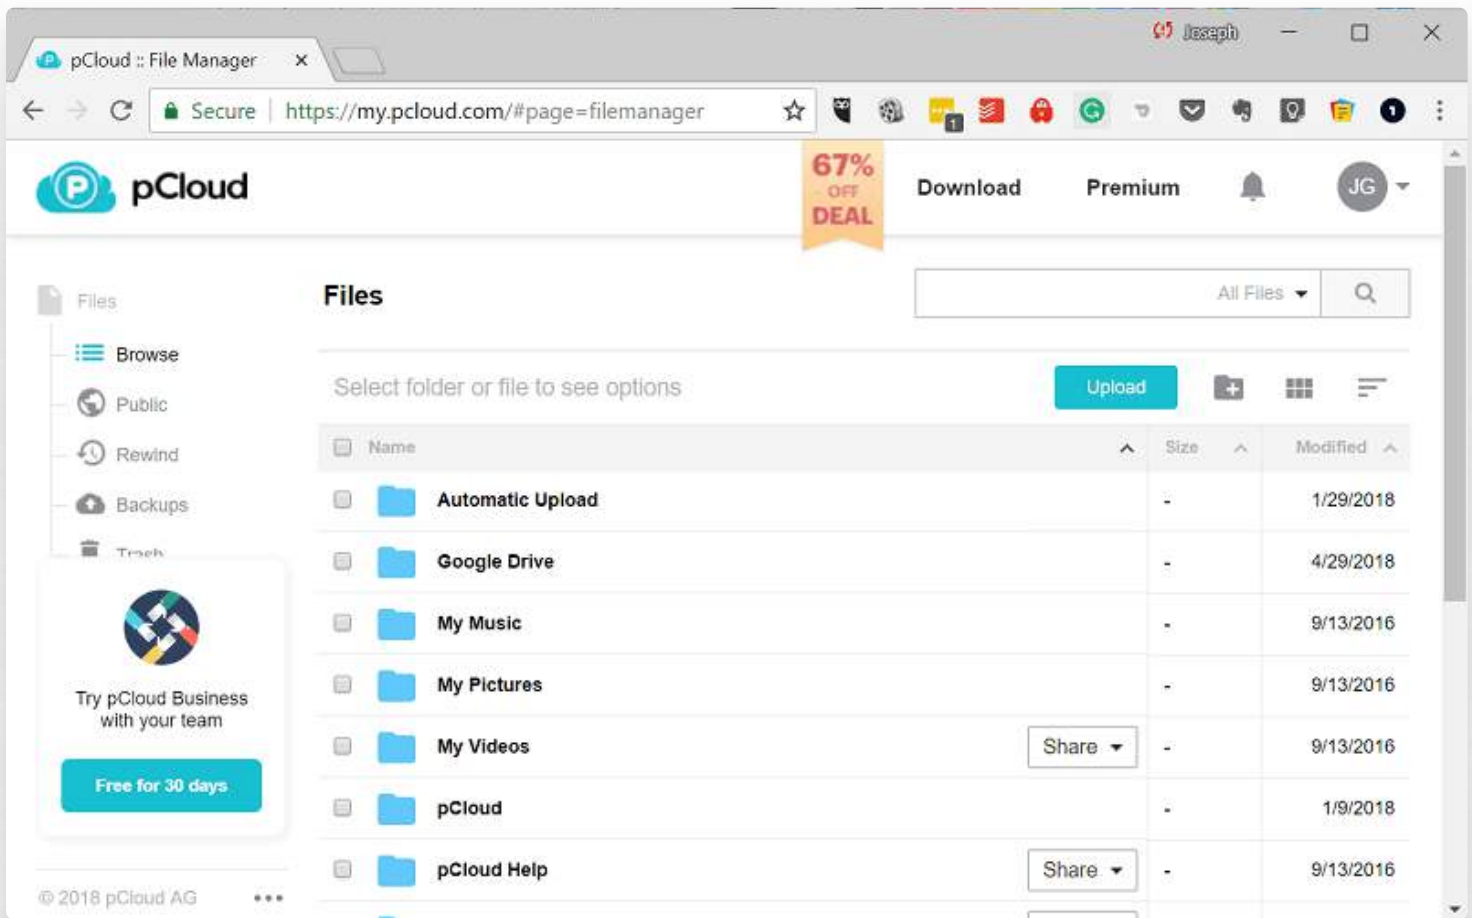 Joseph
pCloud :: File Manager
Secure https://my.pcloud.com/#page=filemanager
1
1
P pCloud
67%
OFF
DEAL
Download Premium JG
Files
Files
All Files
Browse
Select folder or file to see options
Upload
Public
Name Size Modified
Rewind
Automatic Upload - 1/29/2018
Backups
Trash
Google Drive - 4/29/2018
My Music - 9/13/2016
My Pictures - 9/13/2016
Try pCloud Business
with your team
My Videos Share - 9/13/2016
Free for 30 days
pCloud - 1/9/2018
pCloud Help Share - 9/13/2016
© 2018 pCloud AG